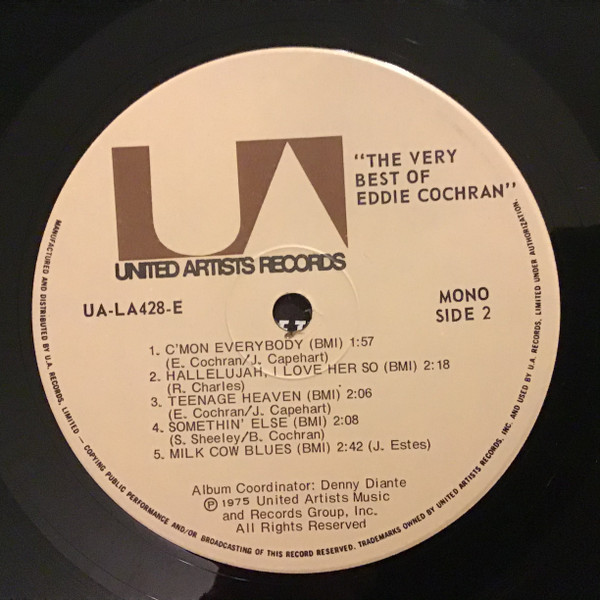 UA
UNITED ARTISTS RECORDS
"THE VERY
BEST OF
EDDIE COCHRAN"
UA-LA428-E
MONO
SIDE 2
1. C'MON EVERYBODY (BMI) 1:57
(E. Cochran/J. Capehart)
2. HALLELUJAH, I LOVE HER SO (BMI) 2:18
(R. Charles)
3. TEENAGE HEAVEN (BMI) 2:06
(E. Cochran/J. Capehart)
4. SOMETHIN' ELSE (BMI) 2:08
(S. Sheeley/B. Cochran)
5. MILK COW BLUES (BMI) 2:42 (J. Estes)
Album Coordinator: Denny Diante
Ⓟ 1975 United Artists Music
and Records Group, Inc.
All Rights Reserved
MANUFACTURED AND DISTRIBUTED BY U.A. RECORDS, LIMITED — COPYING PUBLIC PERFORMANCE AND/OR BROADCASTING OF THIS RECORD RESERVED. TRADEMARKS OWNED BY UNITED ARTISTS RECORDS, INC. AND USED BY U.A. RECORDS, LIMITED UNDER AUTHORIZATION.